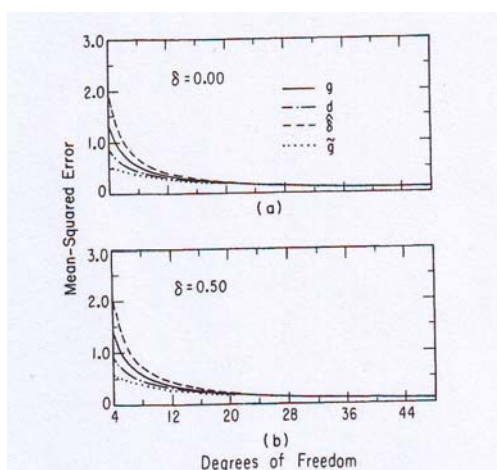 3.0
2.0
1.0
0
δ = 0.00
g
d
δ̂
g̃
(a)
Mean-Squared Error
3.0
2.0
1.0
0
δ = 0.50
4 12 20 28 36 44
(b)
Degrees of Freedom